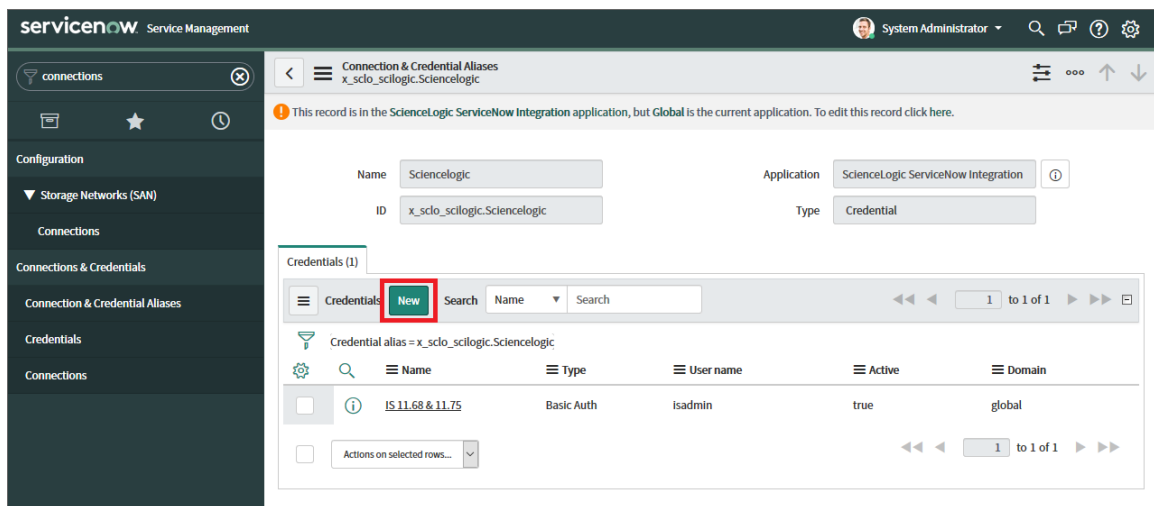 servicenow. Service Management
System Administrator
connections
Connection & Credential Aliases
x_sclo_scilogic.Sciencelogic
This record is in the ScienceLogic ServiceNow Integration application, but Global is the current application. To edit this record click here.
Configuration
Storage Networks (SAN)
Connections
Connections & Credentials
Connection & Credential Aliases
Credentials
Connections
Name Sciencelogic Application ScienceLogic ServiceNow Integration
ID x_sclo_scilogic.Sciencelogic Type Credential
Credentials (1)
Credentials New Search Name Search 1 to 1 of 1
Credential alias = x_sclo_scilogic.Sciencelogic
Name Type User name Active Domain
IS 11.68 & 11.75 Basic Auth isadmin true global
Actions on selected rows... 1 to 1 of 1